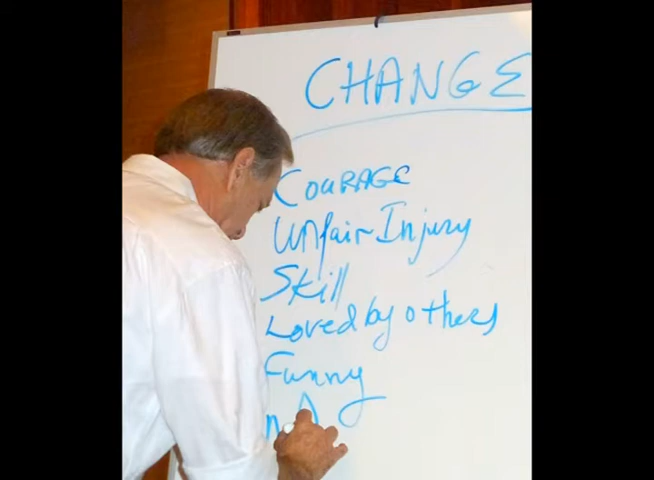 CHANGE
COURAGE
Unfair Injury
Skill
Loved by others
Funny